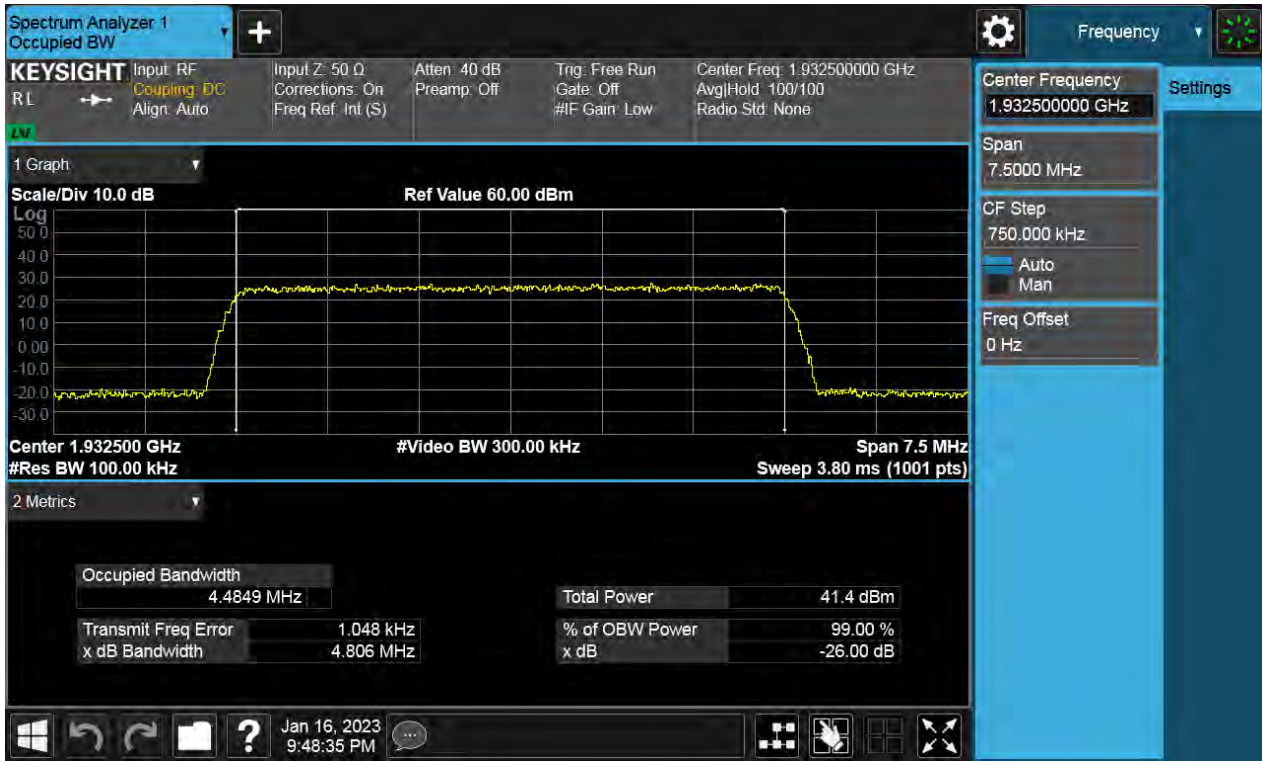 Spectrum Analyzer 1
Occupied BW
+
Frequency
KEYSIGHT
RL
LXI
Input: RF
Coupling: DC
Align: Auto
Input Z: 50 Ω
Corrections: On
Freq Ref: Int (S)
Atten: 40 dB
Preamp: Off
Trig: Free Run
Gate: Off
#IF Gain: Low
Center Freq: 1.932500000 GHz
Avg|Hold: 100/100
Radio Std: None
Center Frequency
1.932500000 GHz
Settings
Span
7.5000 MHz
CF Step
750.000 kHz
Auto
Man
Freq Offset
0 Hz
1 Graph
Scale/Div 10.0 dB
Ref Value 60.00 dBm
Log
50.0
40.0
30.0
20.0
10.0
0.00
-10.0
-20.0
-30.0
Center 1.932500 GHz
#Video BW 300.00 kHz
Span 7.5 MHz
#Res BW 100.00 kHz
Sweep 3.80 ms (1001 pts)
2 Metrics
Occupied Bandwidth
4.4849 MHz
Total Power 41.4 dBm
Transmit Freq Error 1.048 kHz
% of OBW Power 99.00 %
x dB Bandwidth 4.806 MHz
x dB -26.00 dB
?
Jan 16, 2023
9:48:35 PM